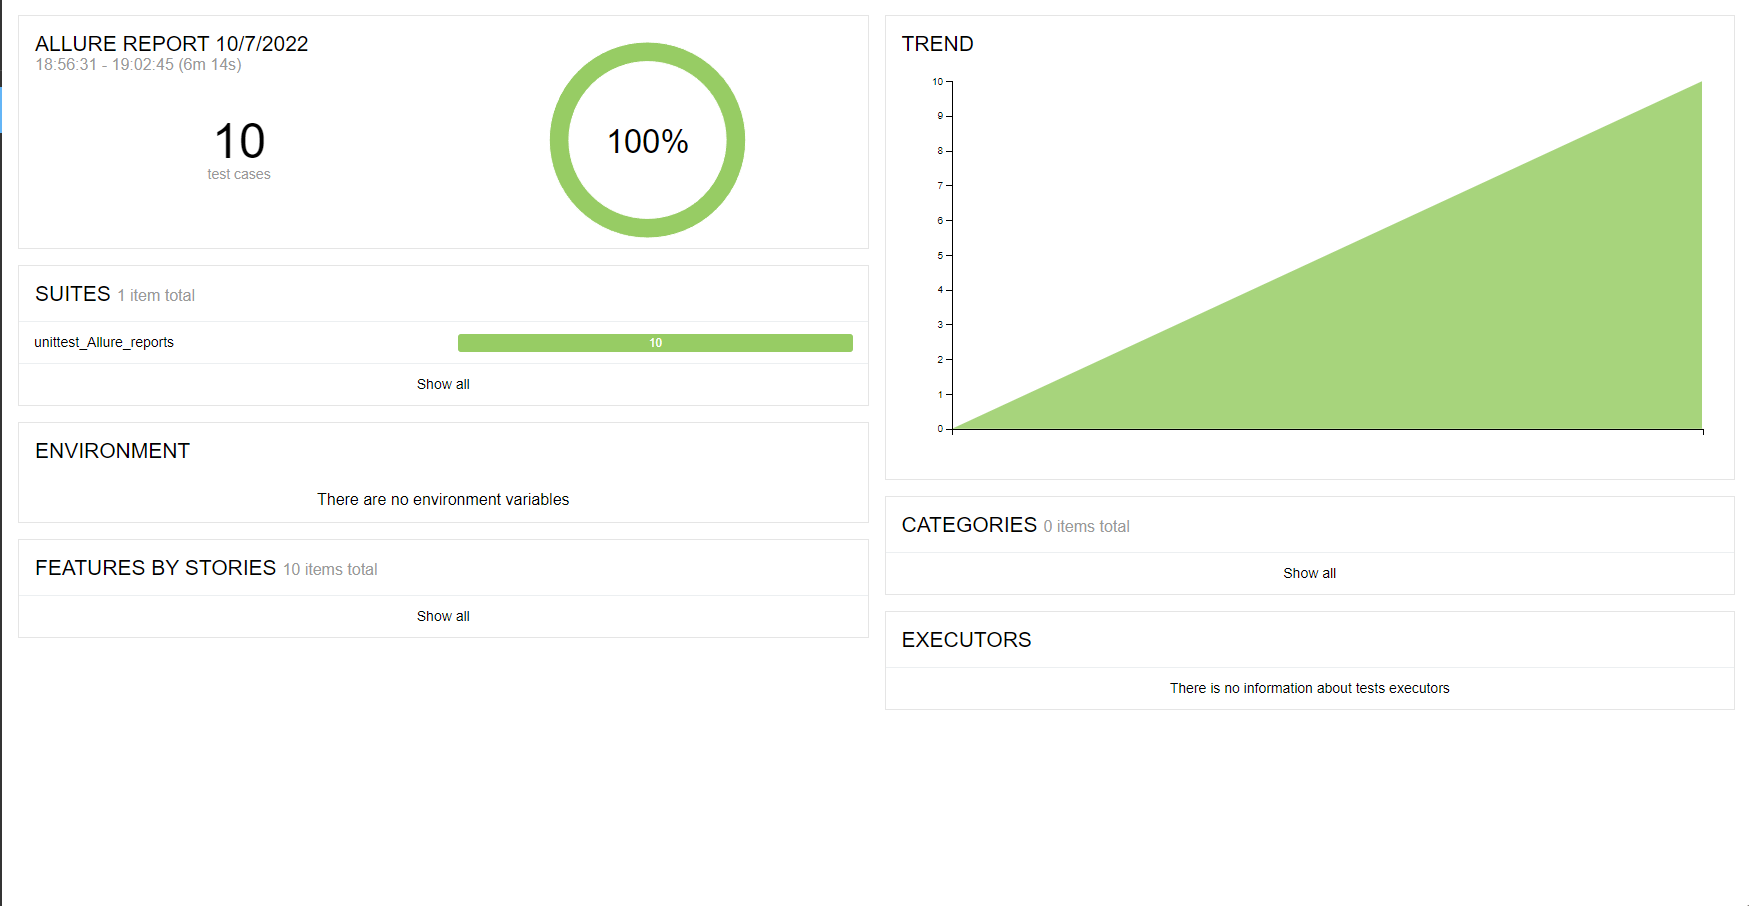 ALLURE REPORT 10/7/2022
18:56:31 - 19:02:45 (6m 14s)
10
test cases
100%
SUITES 1 item total
unittest_Allure_reports 10
Show all
ENVIRONMENT
There are no environment variables
FEATURES BY STORIES 10 items total
Show all
TREND
10
9
8
7
6
5
4
3
2
1
0
CATEGORIES 0 items total
Show all
EXECUTORS
There is no information about tests executors